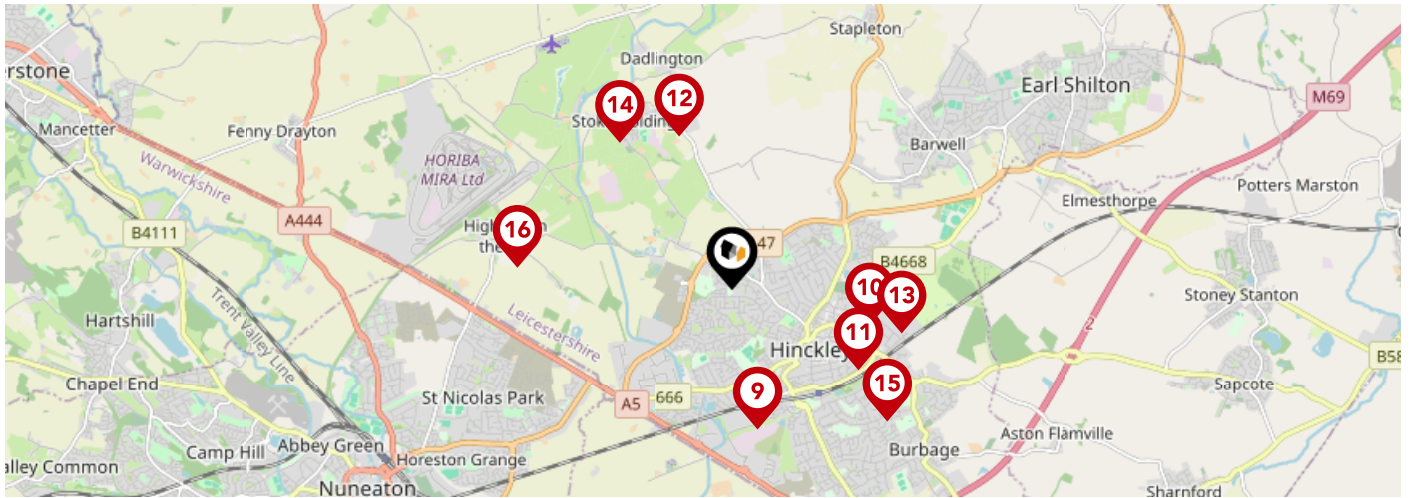 Stapleton
Dadlington
erstone
Earl Shilton
M69
14
12
Mancetter
Fenny Drayton
Barwell
HORIBA
MIRA Ltd
Warwickshire
Potters Marston
Elmesthorpe
A444
16
B4111
47
B4668
10
13
Stoney Stanton
Trent Valley Line
Hartshill
Leicestershire
2
11
Hinckley
B58
Chapel End
15
Sapcote
9
666
A5
St Nicolas Park
Aston Flamville
Abbey Green
Camp Hill
Burbage
alley Common
Horeston Grange
Nuneaton
Sharnford